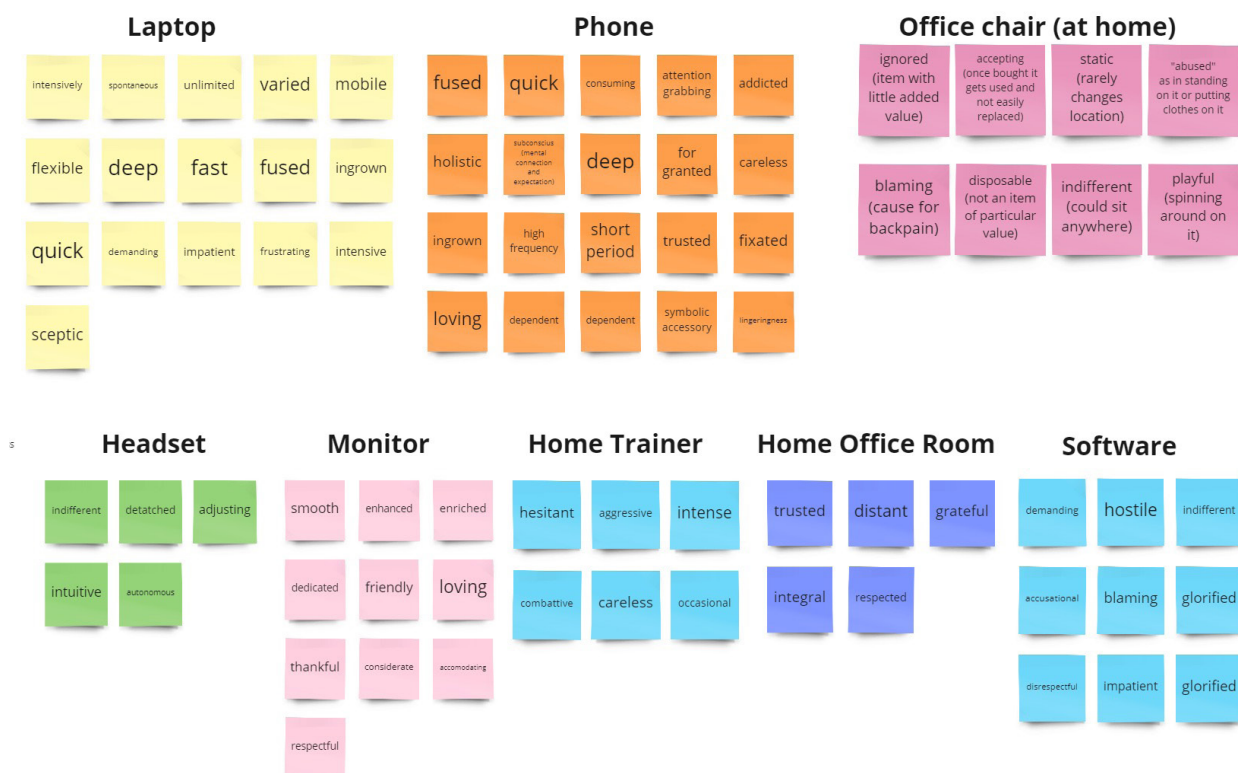 Laptop
intensively
spontaneous
unlimited
varied
mobile
flexible
deep
fast
fused
ingrown
quick
demanding
impatient
frustrating
intensive
sceptic
Phone
fused
quick
consuming
attention
grabbing
addicted
holistic
subconscius
(mental
connection
and
expectation)
deep
for
granted
careless
ingrown
high
frequency
short
period
trusted
fixated
loving
dependent
dependent
symbolic
accessory
lingeringness
Office chair (at home)
ignored
(item with
little added
value)
accepting
(once bought it
gets used and
not easily
replaced)
static
(rarely
changes
location)
"abused"
as in standing
on it or putting
clothes on it
blaming
(cause for
backpain)
disposable
(not an item of
particular
value)
indifferent
(could sit
anywhere)
playful
(spinning
around on
it)
s
Headset
indifferent
detatched
adjusting
intuitive
autonomous
Monitor
smooth
enhanced
enriched
dedicated
friendly
loving
thankful
considerate
accomodating
respectful
Home Trainer
hesitant
aggressive
intense
combattive
careless
occasional
Home Office Room
trusted
distant
grateful
integral
respected
Software
demanding
hostile
indifferent
accusational
blaming
glorified
disrespectful
impatient
glorified